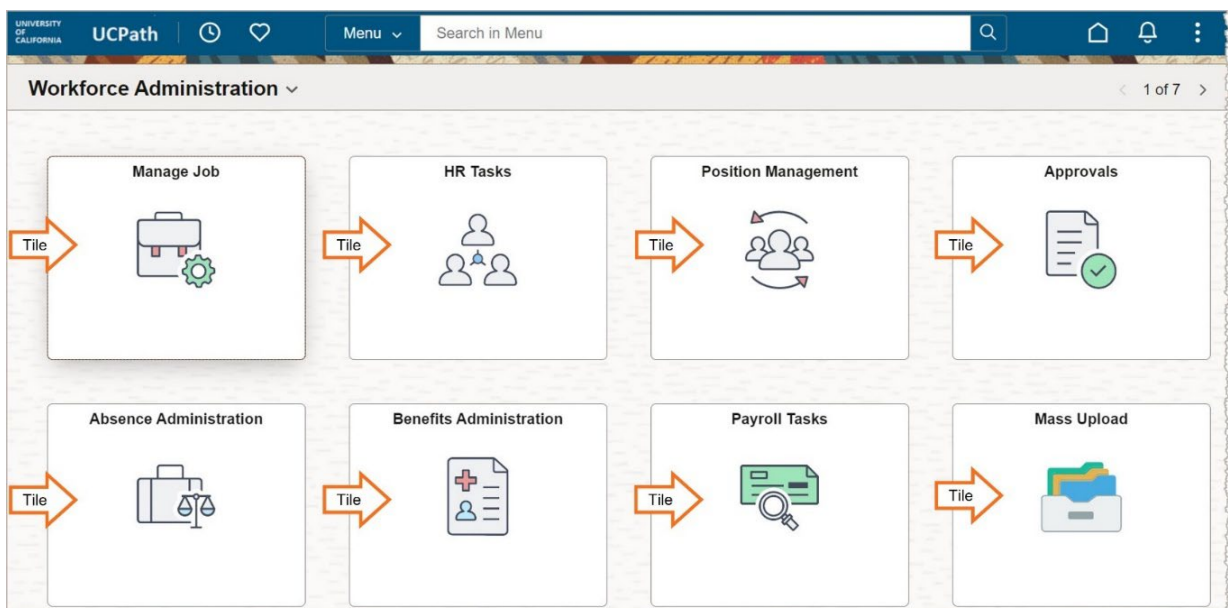 UNIVERSITY
OF
CALIFORNIA
UCPath
Menu
Search in Menu
Workforce Administration
1 of 7
Manage Job
HR Tasks
Position Management
Approvals
Tile
Tile
Tile
Tile
Absence Administration
Benefits Administration
Payroll Tasks
Mass Upload
Tile
Tile
Tile
Tile